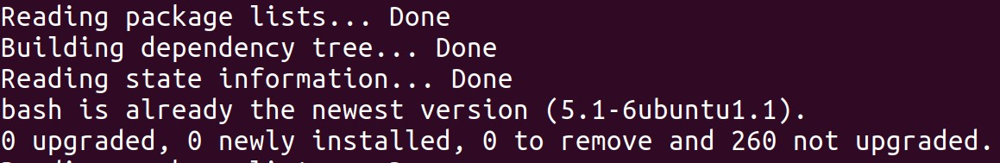 Reading package lists... Done
Building dependency tree... Done
Reading state information... Done
bash is already the newest version (5.1-6ubuntu1.1).
0 upgraded, 0 newly installed, 0 to remove and 260 not upgraded.